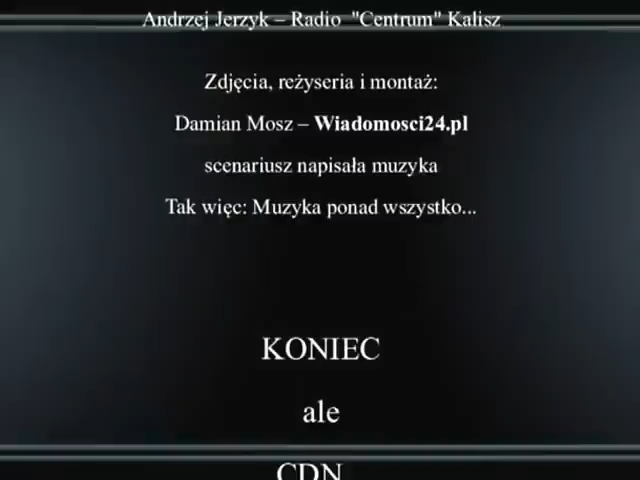 Andrzej Jerzyk – Radio "Centrum" Kalisz
Zdjęcia, reżyseria i montaż:
Damian Mosz – Wiadomosci24.pl
scenariusz napisała muzyka
Tak więc: Muzyka ponad wszystko...
KONIEC
ale
CDN